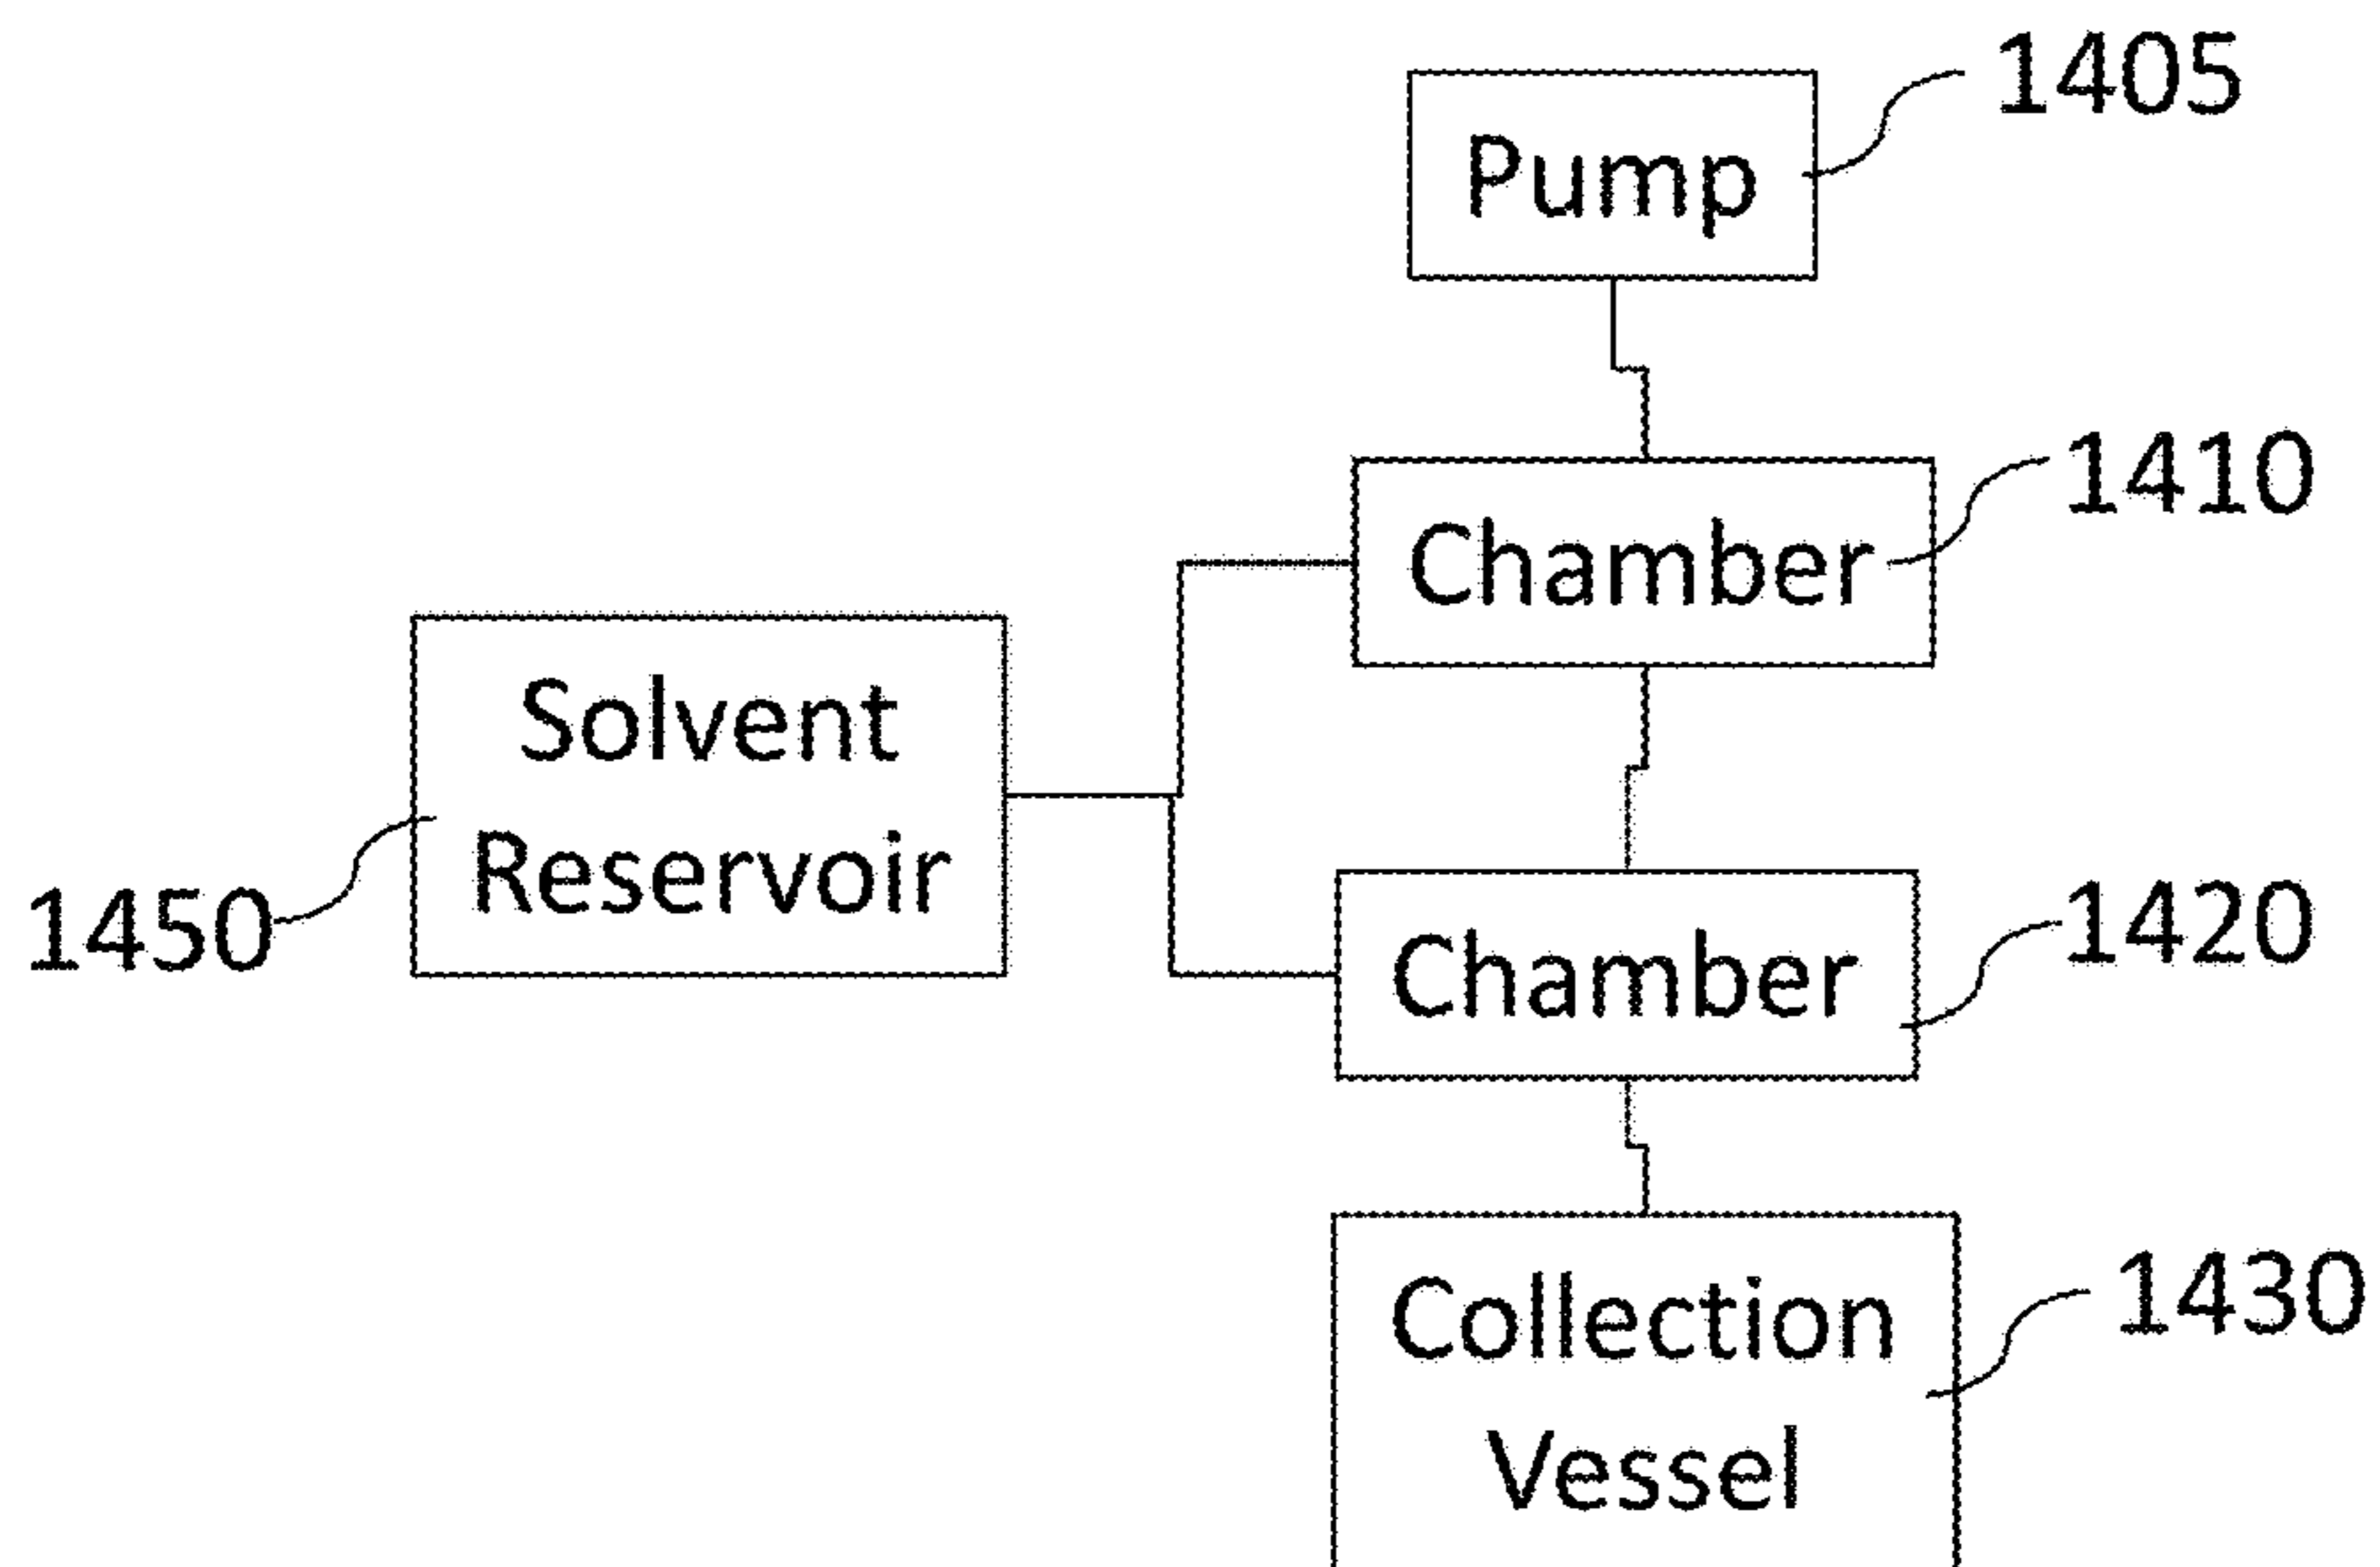 1405
Pump
1410
Chamber
Solvent
Reservoir
1450
1420
Chamber
1430
Collection
Vessel